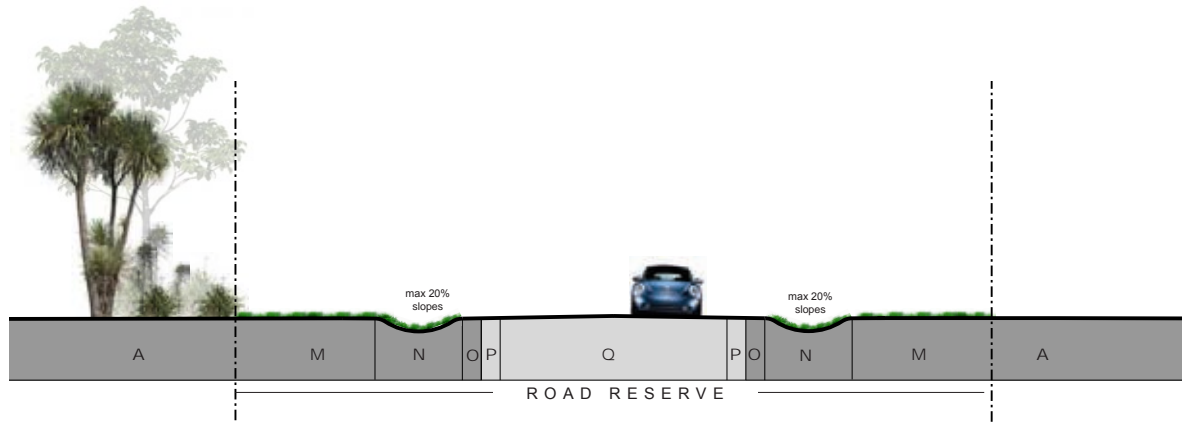 max 20%
slopes
max 20%
slopes
A M N O P Q P O N M A
ROAD RESERVE